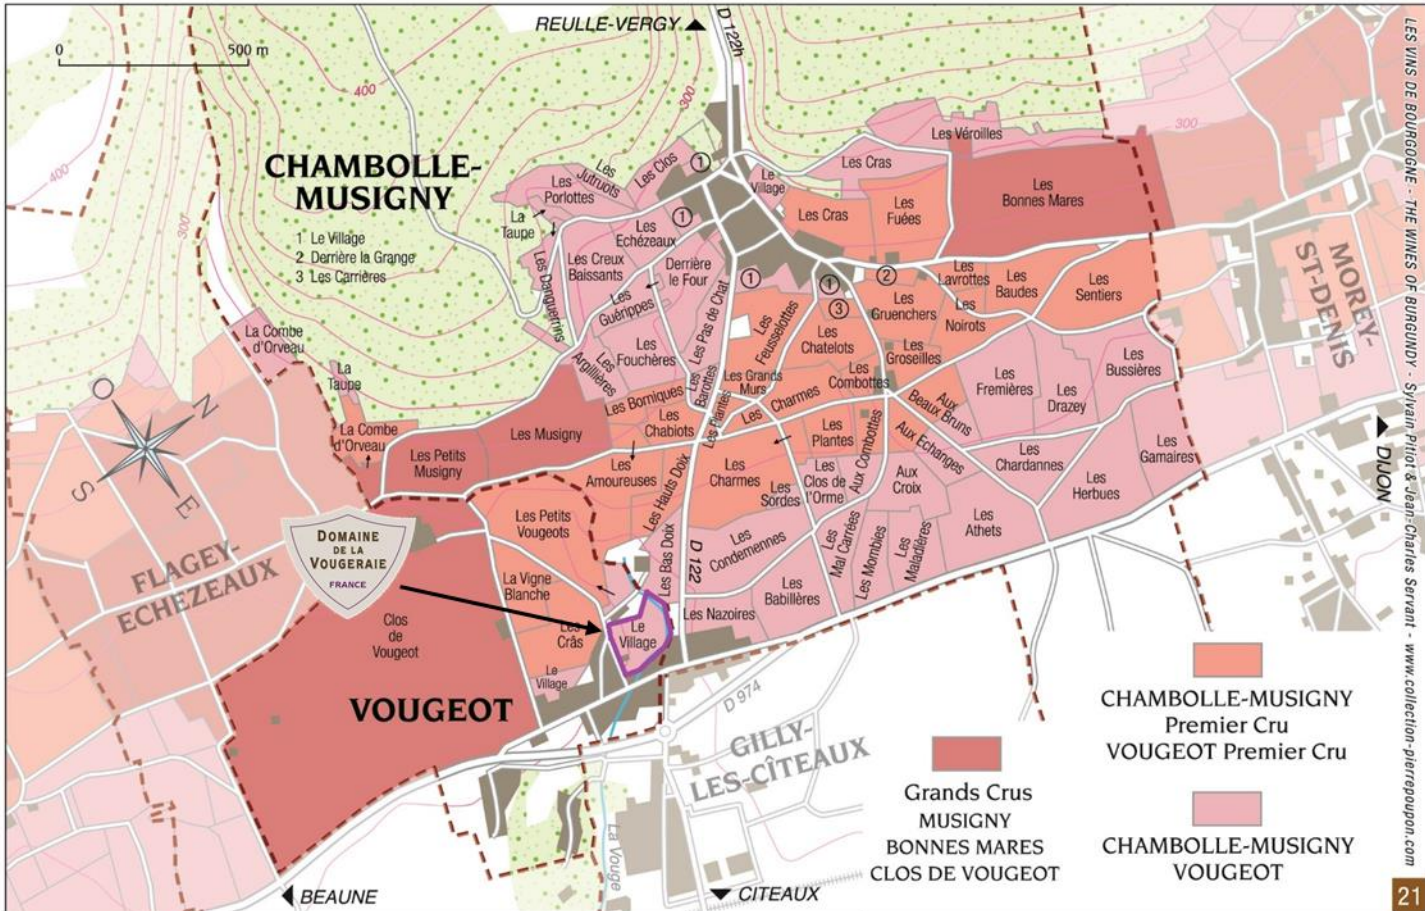 REULLE-VERGY
D 122h
0 500 m
400
400
300
300
300
CHAMBOLLE-
MUSIGNY
1 Le Village
2 Derrière la Grange
3 Les Carrières
Les Véroilles
Les Cras
Le
Village
Les Cras
Les
Fuées
Les
Bonnes Mares
Les Clos
Les
Jutruots
Les
Porlottes
La
Taupe
1
1
1
1
2
3
Les
Echézeaux
Les Creux
Baissants
Derrière
le Four
Les Danguerrins
Les
Guérippes
Les Pas de Chat
Les
Argillières
Les
Fouchères
Les
Barottes
Les
Feusselottes
Les
Chatelots
Les
Gruenchers
Les
Lavrottes
Les
Baudes
Les
Sentiers
Les
Noirots
Les
Groseilles
Les
Combottes
Les Grands
Murs
Les Plantes
Les Charmes
Aux
Beaux Bruns
Les
Fremières
Les
Drazey
Les
Bussières
Les
Gamaires
Les
Herbues
Les
Chardannes
Aux Echanges
Les
Athets
La Combe
d'Orveau
La
Taupe
La Combe
d'Orveau
Les Petits
Musigny
Les Musigny
Les Borniques
Les
Chabiots
Les
Amoureuses
Les Hauts Doix
Les
Charmes
Les
Plantes
Les
Sordes
Les
Clos de
l'Orme
Aux Combottes
Aux
Croix
Les
Mal Carrées
Les Mombies
Les
Maladières
Les
Condemennes
Les
Babillères
Les Nazoires
Les Bas Doix
D 122
Les Petits
Vougeots
La Vigne
Blanche
Les
Crâs
Le
Village
Le
Village
Clos
de
Vougeot
VOUGEOT
DOMAINE
DE LA
VOUGERAIE
FRANCE
FLAGEY-
ECHEZEAUX
O
N
S
E
MOREY-
ST-DENIS
DIJON
GILLY-
LES-CÎTEAUX
D 974
La Vouge
BEAUNE
CITEAUX
Grands Crus
MUSIGNY
BONNES MARES
CLOS DE VOUGEOT
CHAMBOLLE-MUSIGNY
Premier Cru
VOUGEOT Premier Cru
CHAMBOLLE-MUSIGNY
VOUGEOT
LES VINS DE BOURGOGNE - THE WINES OF BURGUNDY - Sylvain Pitiot & Jean-Charles Servant - www.collection-pierrepoupon.com
21